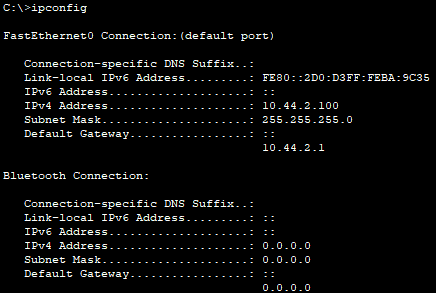 C:\>ipconfig
FastEthernet0 Connection:(default port)
Connection-specific DNS Suffix..:
Link-local IPv6 Address.........: FE80::2D0:D3FF:FEBA:9C35
IPv6 Address....................: ::
IPv4 Address....................: 10.44.2.100
Subnet Mask.....................: 255.255.255.0
Default Gateway.................: ::
10.44.2.1
Bluetooth Connection:
Connection-specific DNS Suffix..:
Link-local IPv6 Address.........: ::
IPv6 Address....................: ::
IPv4 Address....................: 0.0.0.0
Subnet Mask.....................: 0.0.0.0
Default Gateway.................: ::
0.0.0.0